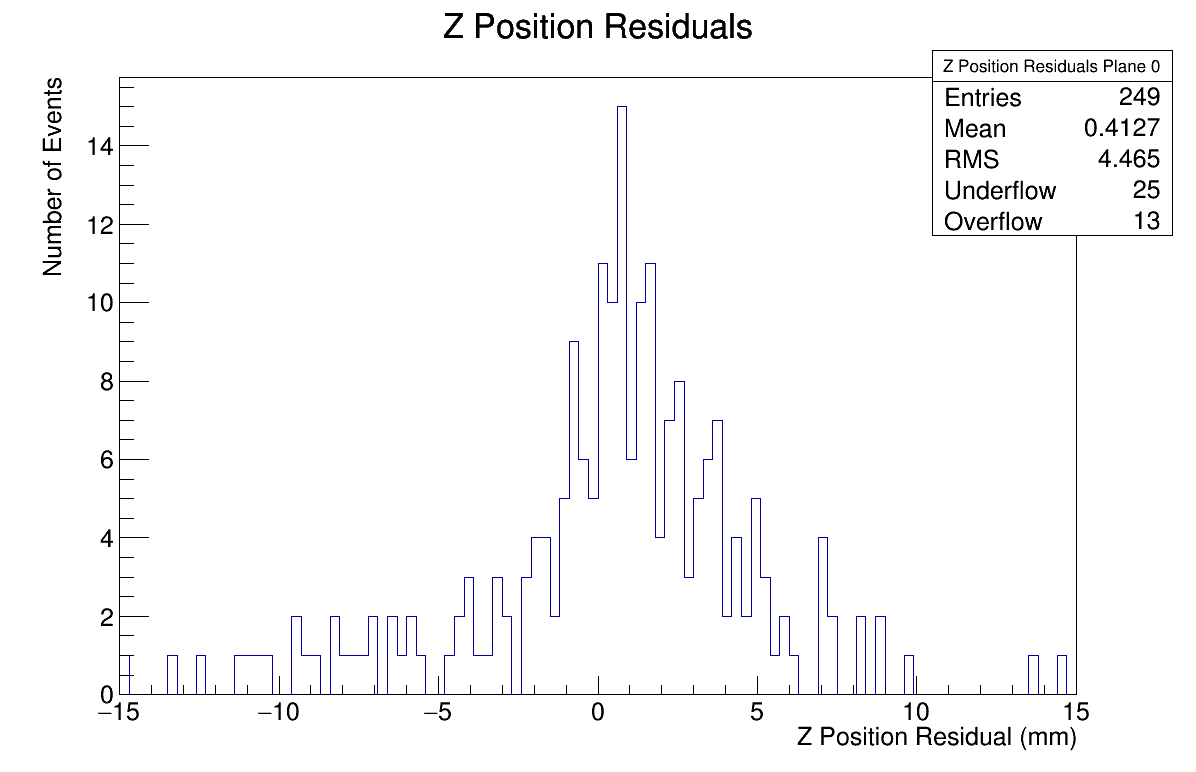 Z Position Residuals
Number of Events
Z Position Residuals Plane 0
Entries 249
Mean 0.4127
RMS 4.465
Underflow 25
Overflow 13
14
12
10
8
6
4
2
0
−15 −10 −5 0 5 10 15
Z Position Residual (mm)